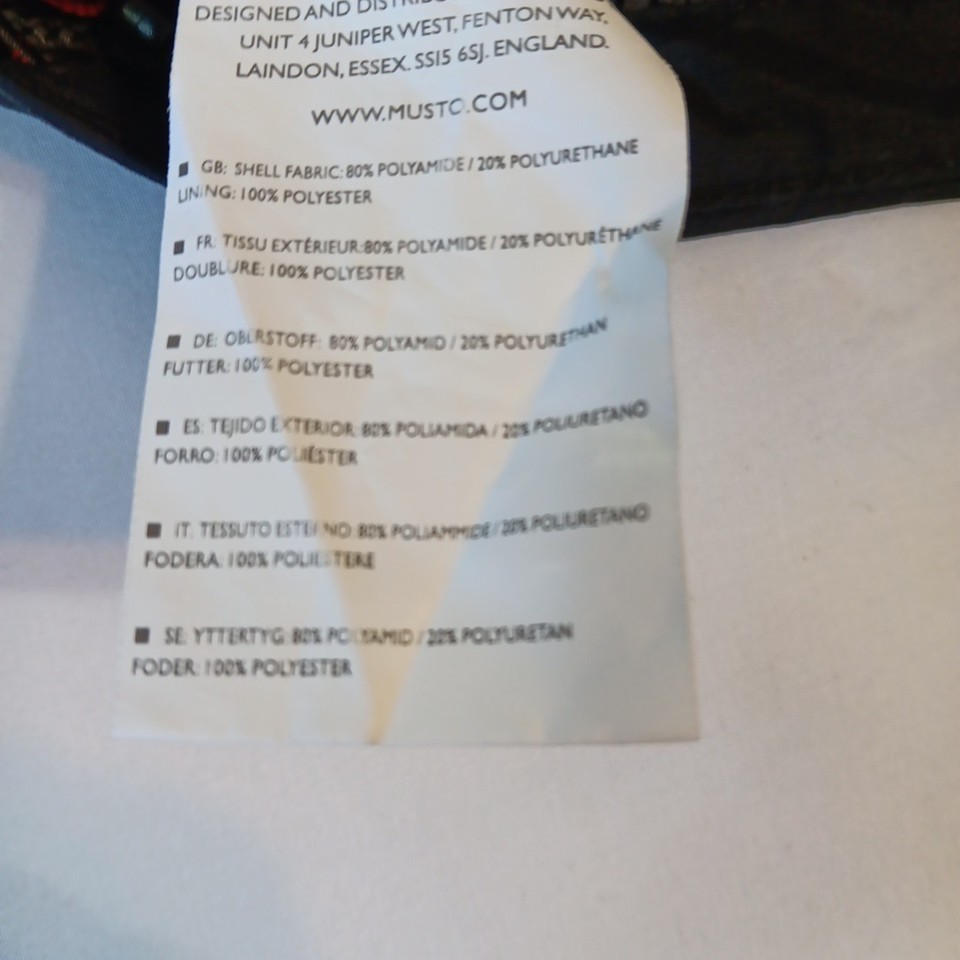 DESIGNED AND
UNIT 4 JUNIPER WEST, FENTON WAY,
LAINDON, ESSEX. SS15 6SJ. ENGLAND.
WWW.MUSTO.COM
■ GB: SHELL FABRIC: 80% POLYAMIDE / 20% POLYURETHANE
LINING: 100% POLYESTER
■ FR: TISSU EXTÉRIEUR: 80% POLYAMIDE / 20% POLYURÉTHANE
DOUBLURE: 100% POLYESTER
■ DE: OBERSTOFF: 80% POLYAMID / 20% POLYURETHAN
FUTTER: 100% POLYESTER
■ ES: TEJIDO EXTERIOR: 80% POLIAMIDA / 20% POLIURETANO
FORRO: 100% POLIÉSTER
■ IT: TESSUTO ESTERNO: 80% POLIAMMIDE / 20% POLIURETANO
FODERA: 100% POLIESTERE
■ SE: YTTERTYG: 80% POLYAMID / 20% POLYURETAN
FODER: 100% POLYESTER